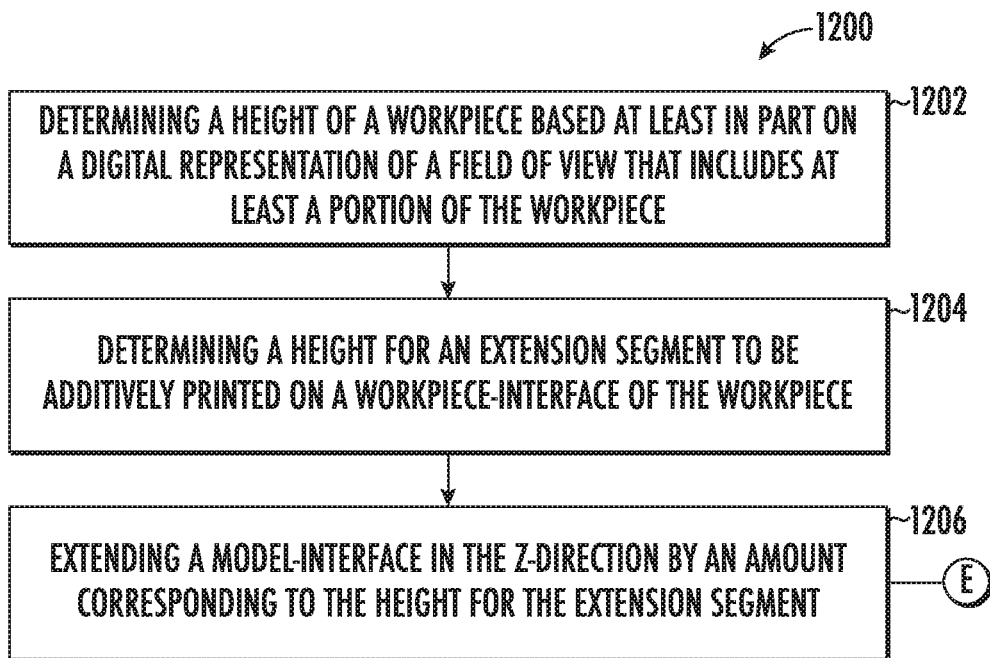 1200
1202
DETERMINING A HEIGHT OF A WORKPIECE BASED AT LEAST IN PART ON
A DIGITAL REPRESENTATION OF A FIELD OF VIEW THAT INCLUDES AT
LEAST A PORTION OF THE WORKPIECE
1204
DETERMINING A HEIGHT FOR AN EXTENSION SEGMENT TO BE
ADDITIVELY PRINTED ON A WORKPIECE-INTERFACE OF THE WORKPIECE
1206
EXTENDING A MODEL-INTERFACE IN THE Z-DIRECTION BY AN AMOUNT
CORRESPONDING TO THE HEIGHT FOR THE EXTENSION SEGMENT
E